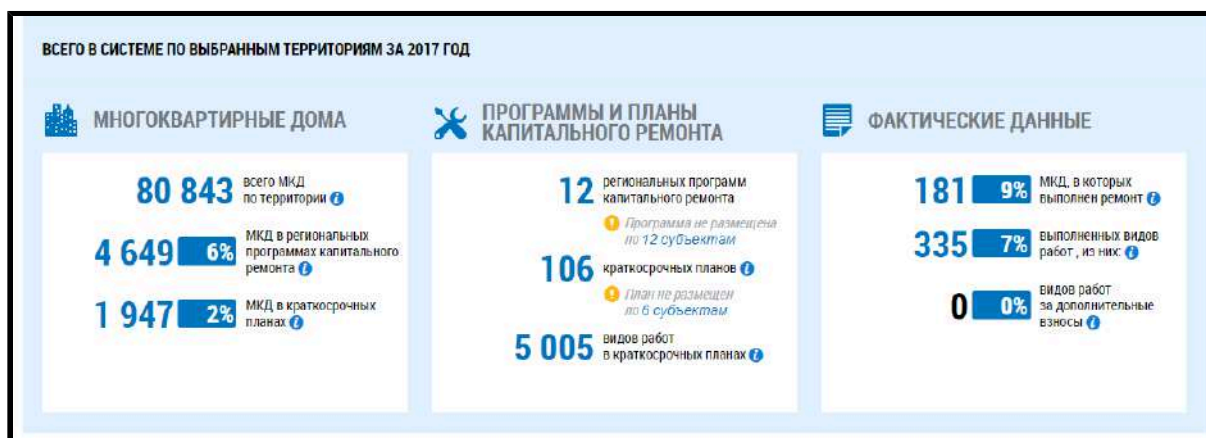 ВСЕГО В СИСТЕМЕ ПО ВЫБРАННЫМ ТЕРРИТОРИЯМ ЗА 2017 ГОД
МНОГОКВАРТИРНЫЕ ДОМА
80 843 всего МКД
по территории
4 649 6% МКД в региональных
программах капитального
ремонта
1 947 2% МКД в краткосрочных
планах
ПРОГРАММЫ И ПЛАНЫ
КАПИТАЛЬНОГО РЕМОНТА
12 региональных программ
капитального ремонта
Программа не размещена
по 12 субъектам
106 краткосрочных планов
План не размещен
по 6 субъектам
5 005 видов работ
в краткосрочных планах
ФАКТИЧЕСКИЕ ДАННЫЕ
181 9% МКД, в которых
выполнен ремонт
335 7% выполненных видов
работ , из них:
0 0% видов работ
за дополнительные
взносы